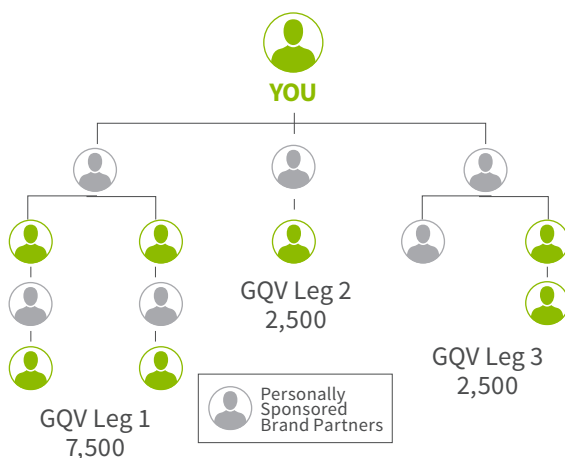 YOU
GQV Leg 2
2,500
GQV Leg 3
2,500
GQV Leg 1
7,500
Personally
Sponsored
Brand Partners